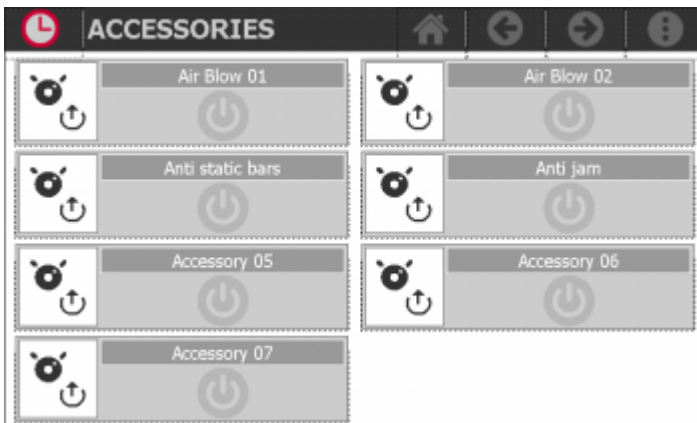 ACCESSORIES
Air Blow 01
Air Blow 02
Anti static bars
Anti jam
Accessory 05
Accessory 06
Accessory 07